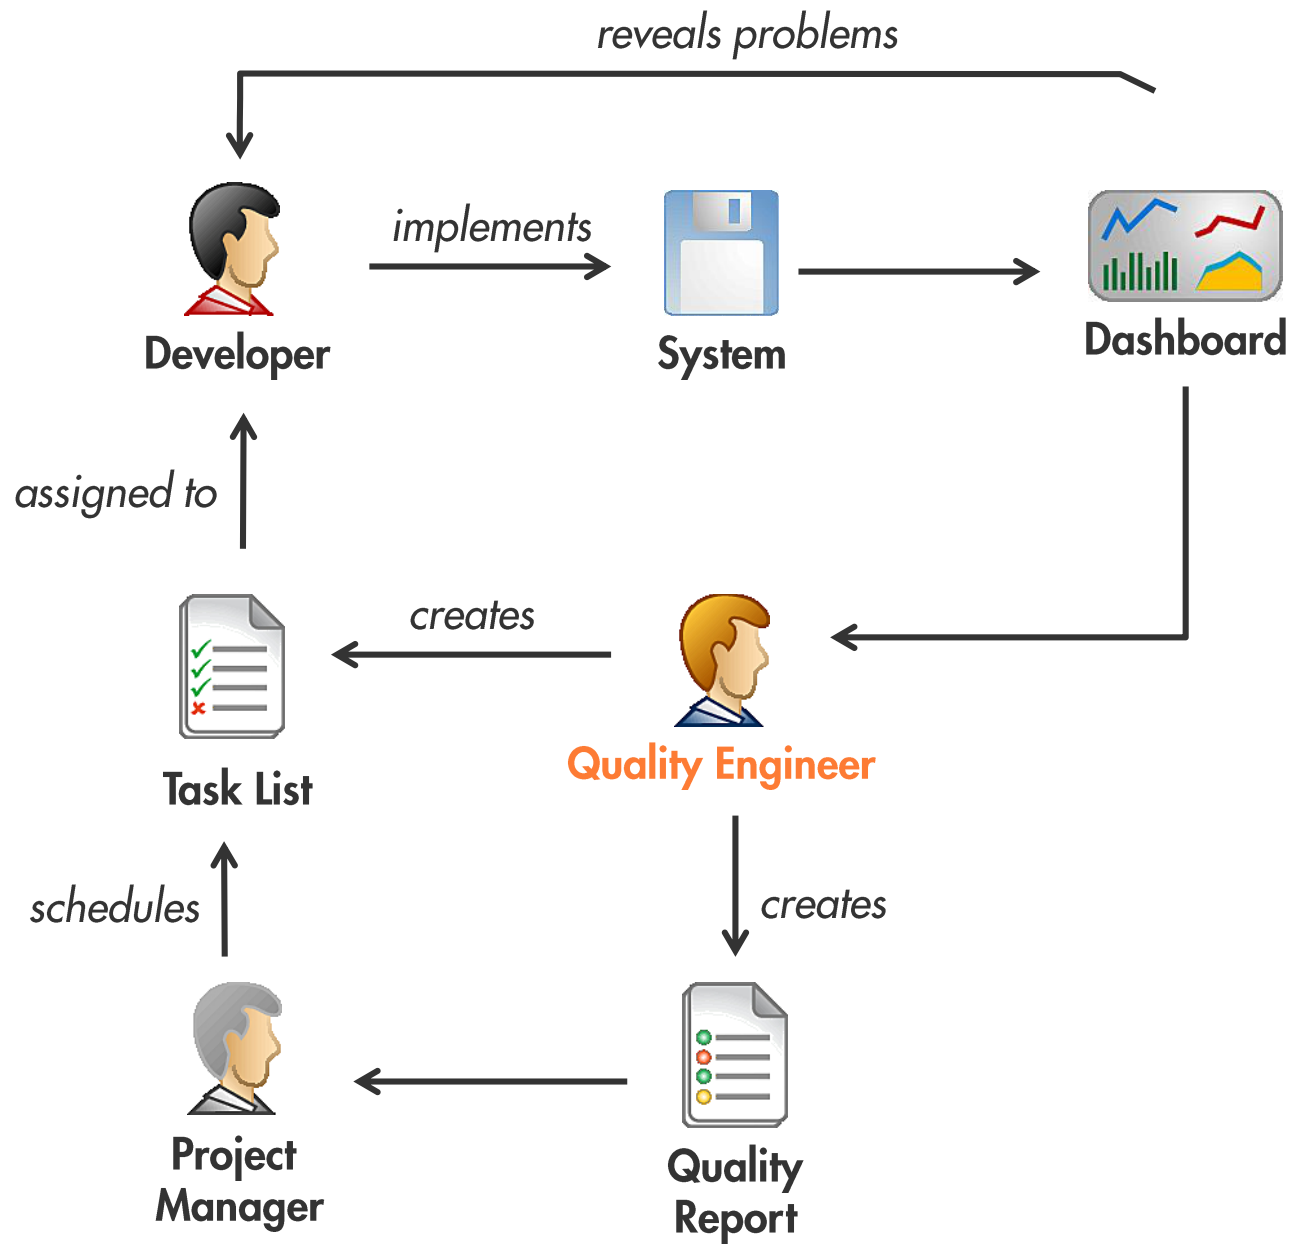 reveals problems
implements
Developer
System
Dashboard
assigned to
creates
Quality Engineer
Task List
schedules
creates
Project
Manager
Quality
Report